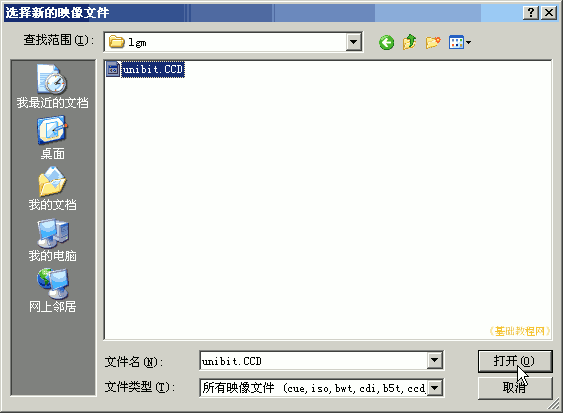 选择新的映像文件
查找范围(I):
lgm
unibit.CCD
我最近的文档
桌面
我的文档
我的电脑
网上邻居
《基础教程网》
文件名(N):
unibit.CCD
打开(O)
文件类型(T):
所有映像文件 (cue,iso,bwt,cdi,b5t,ccd,
取消